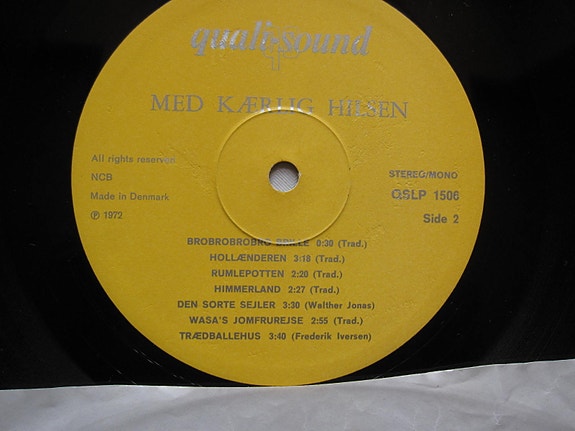 quali-sound
MED KÆRLIG HILSEN
All rights reserved
NCB
Made in Denmark
℗ 1972
STEREO/MONO
QSLP 1506
Side 2
BROBROBROBRO BRILLE 0:30 (Trad.)
HOLLÆNDEREN 3:18 (Trad.)
RUMLEPOTTEN 2:20 (Trad.)
HIMMERLAND 2:27 (Trad.)
DEN SORTE SEJLER 3:30 (Walther Jonas)
WASA'S JOMFRUREJSE 2:55 (Trad.)
TRÆDBALLEHUS 3:40 (Frederik Iversen)